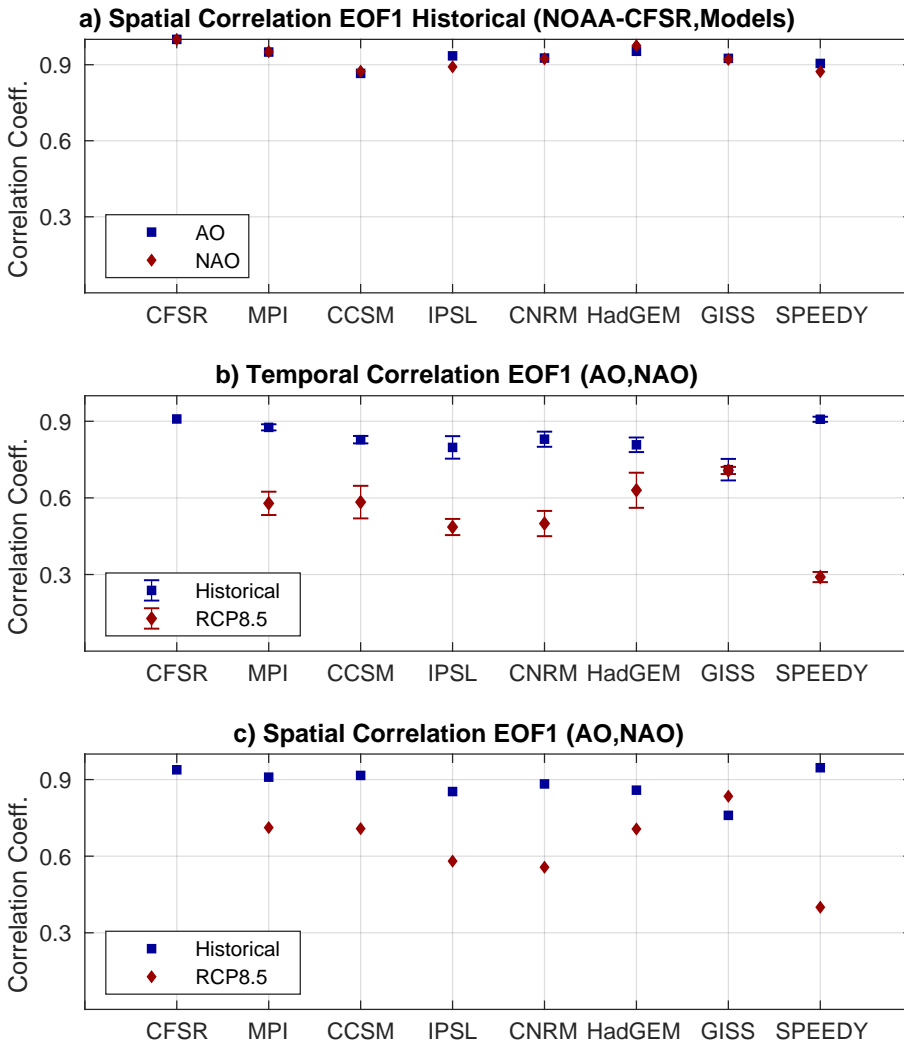 a) Spatial Correlation EOF1 Historical (NOAA-CFSR,Models)
Correlation Coeff.
0.9
0.6
0.3
AO
NAO
CFSR MPI CCSM IPSL CNRM HadGEM GISS SPEEDY
b) Temporal Correlation EOF1 (AO,NAO)
Correlation Coeff.
0.9
0.6
0.3
Historical
RCP8.5
CFSR MPI CCSM IPSL CNRM HadGEM GISS SPEEDY
c) Spatial Correlation EOF1 (AO,NAO)
Correlation Coeff.
0.9
0.6
0.3
Historical
RCP8.5
CFSR MPI CCSM IPSL CNRM HadGEM GISS SPEEDY